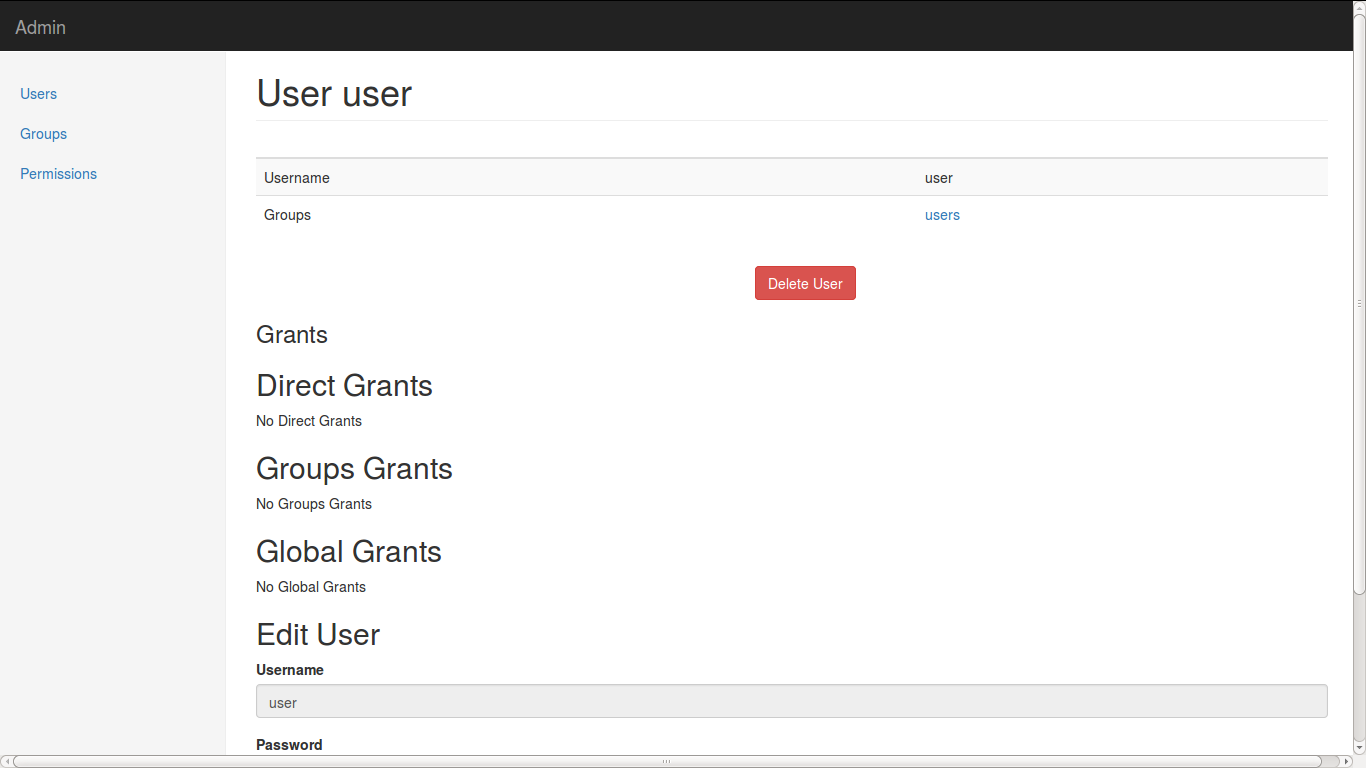 Admin
Users
Groups
Permissions
User user
Username user
Groups users
Delete User
Grants
Direct Grants
No Direct Grants
Groups Grants
No Groups Grants
Global Grants
No Global Grants
Edit User
Username
user
Password